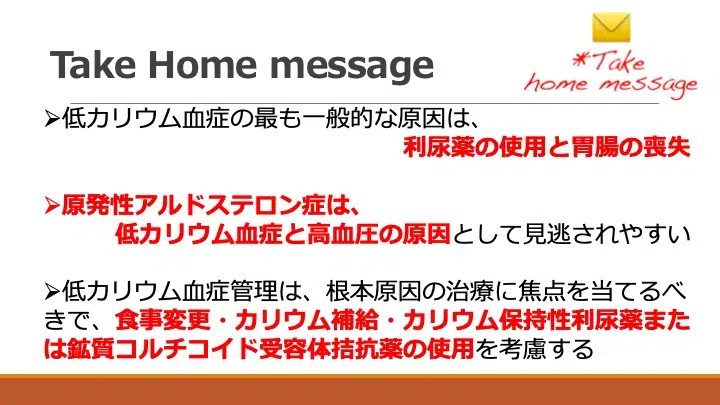 Take Home message
*Take
home message
➢低カリウム血症の最も一般的な原因は、
利尿薬の使用と胃腸の喪失
➢原発性アルドステロン症は、
低カリウム血症と高血圧の原因として見逃されやすい
➢低カリウム血症管理は、根本原因の治療に焦点を当てるべ
きで、食事変更・カリウム補給・カリウム保持性利尿薬また
は鉱質コルチコイド受容体拮抗薬の使用を考慮する